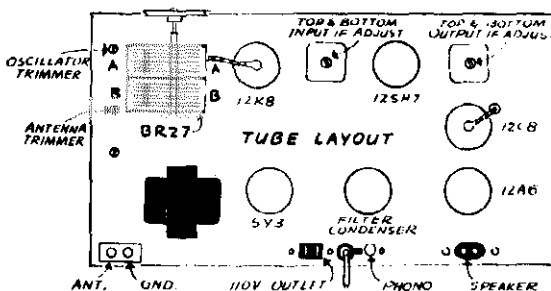 TOP & BOTTOM
INPUT IF ADJUST
TOP & BOTTOM
OUTPUT IF ADJUST
OSCILLATOR
TRIMMER
A
A
B
B
12K8
12SH7
ANTENNA
TRIMMER
BR27
TUBE LAYOUT
12C8
5Y3
FILTER
CONDENSER
12A6
ANT.
GND.
110V OUTLET
PHONO
SPEAKER